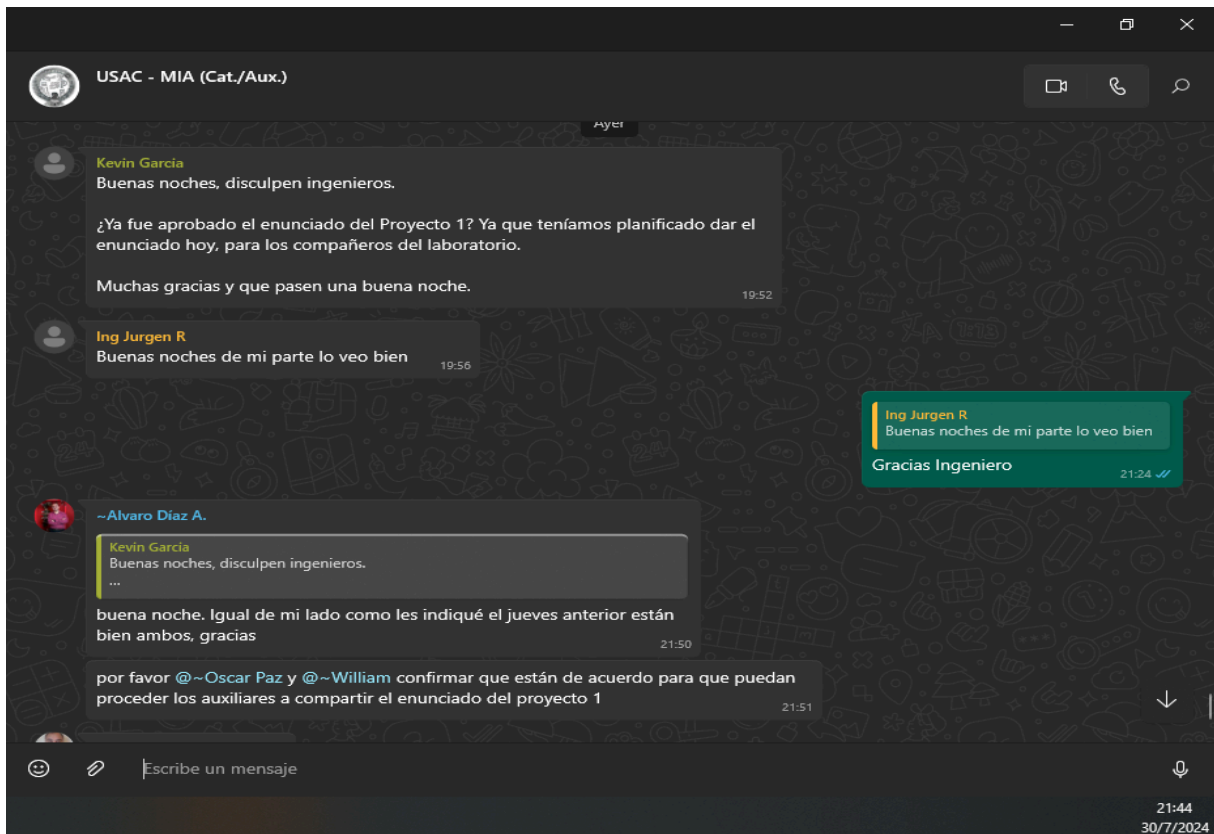 USAC - MIA (Cat./Aux.)
Ayer
Kevin García
Buenas noches, disculpen ingenieros.
¿Ya fue aprobado el enunciado del Proyecto 1? Ya que teníamos planificado dar el
enunciado hoy, para los compañeros del laboratorio.
Muchas gracias y que pasen una buena noche.
19:52
Ing Jurgen R
Buenas noches de mi parte lo veo bien
19:56
Ing Jurgen R
Buenas noches de mi parte lo veo bien
Gracias Ingeniero
21:24
~Alvaro Díaz A.
Kevin García
Buenas noches, disculpen ingenieros.
...
buena noche. Igual de mi lado como les indiqué el jueves anterior están
bien ambos, gracias
21:50
por favor @~Oscar Paz y @~William confirmar que están de acuerdo para que puedan
proceder los auxiliares a compartir el enunciado del proyecto 1
21:51
Escribe un mensaje
21:44
30/7/2024